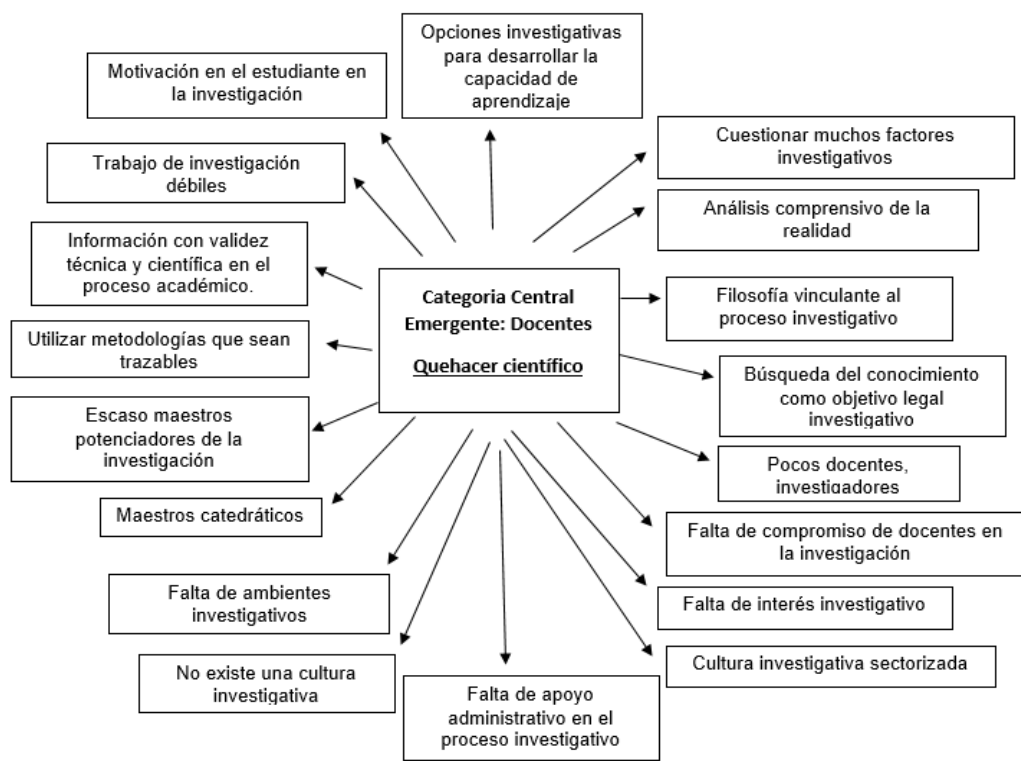 Opciones investigativas
para desarrollar la
capacidad de
aprendizaje
Motivación en el estudiante en
la investigación
Cuestionar muchos factores
investigativos
Trabajo de investigación
débiles
Análisis comprensivo de la
realidad
Información con validez
técnica y científica en el
proceso académico.
Categoria Central
Emergente: Docentes
Quehacer científico
Filosofía vinculante al
proceso investigativo
Utilizar metodologías que sean
trazables
Búsqueda del conocimiento
como objetivo legal
investigativo
Escaso maestros
potenciadores de la
investigación
Pocos docentes,
investigadores
Maestros catedráticos
Falta de compromiso de docentes en
la investigación
Falta de ambientes
investigativos
Falta de interés investigativo
No existe una cultura
investigativa
Cultura investigativa sectorizada
Falta de apoyo
administrativo en el
proceso investigativo